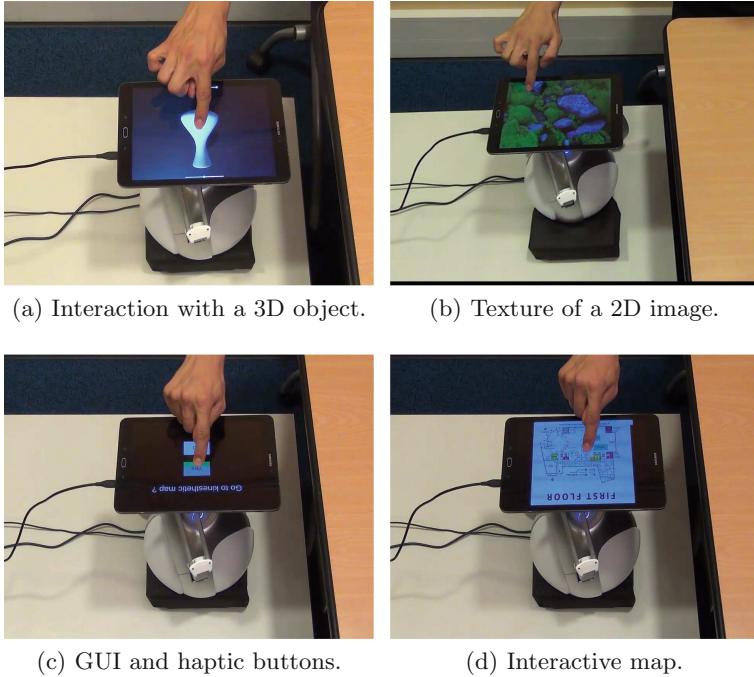 (a) Interaction with a 3D object.
(b) Texture of a 2D image.
Go to kinesthetic map ?
(c) GUI and haptic buttons.
FIRST FLOOR
(d) Interactive map.